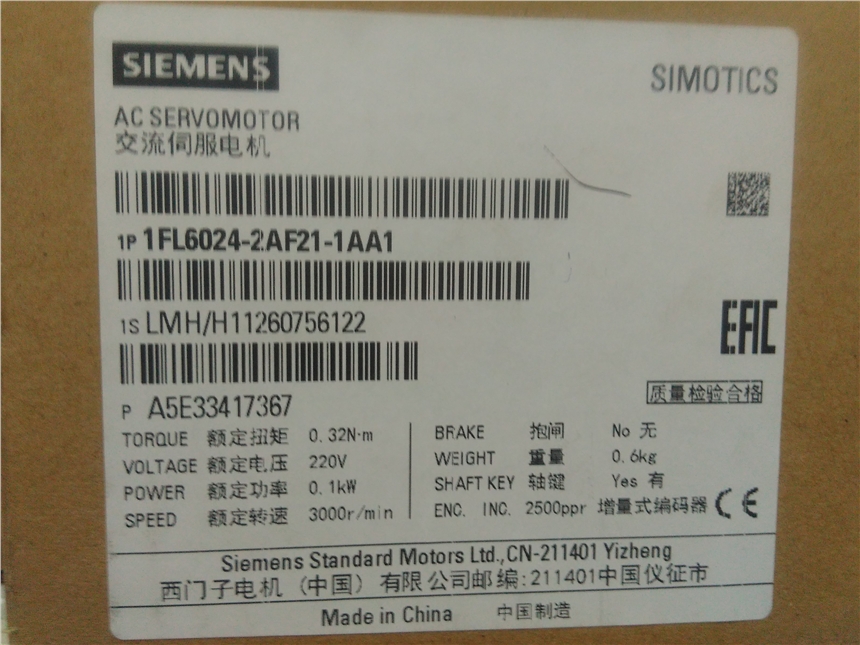 SIEMENS
SIMOTICS
AC SERVOMOTOR
交流伺服电机
1P 1FL6024-2AF21-1AA1
1S LMH/H11260756122
EAC
质量检验合格
P A5E33417367
TORQUE 额定扭矩 0.32N·m
VOLTAGE 额定电压 220V
POWER 额定功率 0.1kW
SPEED 额定转速 3000r/min
BRAKE 抱闸 No 无
WEIGHT 重量 0.6kg
SHAFT KEY 轴键 Yes 有
ENC. INC. 2500ppr 增量式编码器
CE
Siemens Standard Motors Ltd.,CN-211401 Yizheng
西门子电机（中国）有限公司邮编:211401中国仪征市
Made in China 中国制造